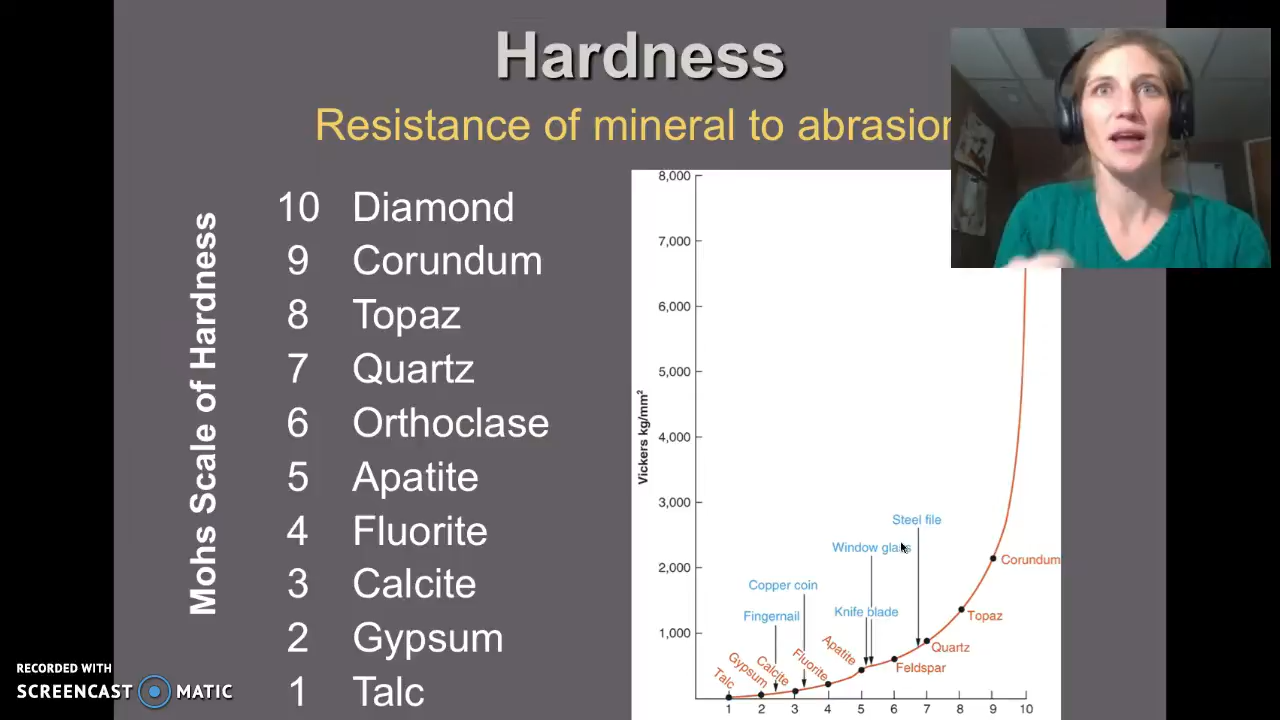 Hardness
Resistance of mineral to abrasion
Mohs Scale of Hardness
10 Diamond
9 Corundum
8 Topaz
7 Quartz
6 Orthoclase
5 Apatite
4 Fluorite
3 Calcite
2 Gypsum
1 Talc
Vickers kg/mm²
8,000
7,000
6,000
5,000
4,000
3,000
2,000
1,000
Steel file
Window glass
Copper coin
Knife blade
Fingernail
Corundum
Topaz
Quartz
Feldspar
Apatite
Fluorite
Calcite
Gypsum
Talc
1 2 3 4 5 6 7 8 9 10
RECORDED WITH
SCREENCAST MATIC